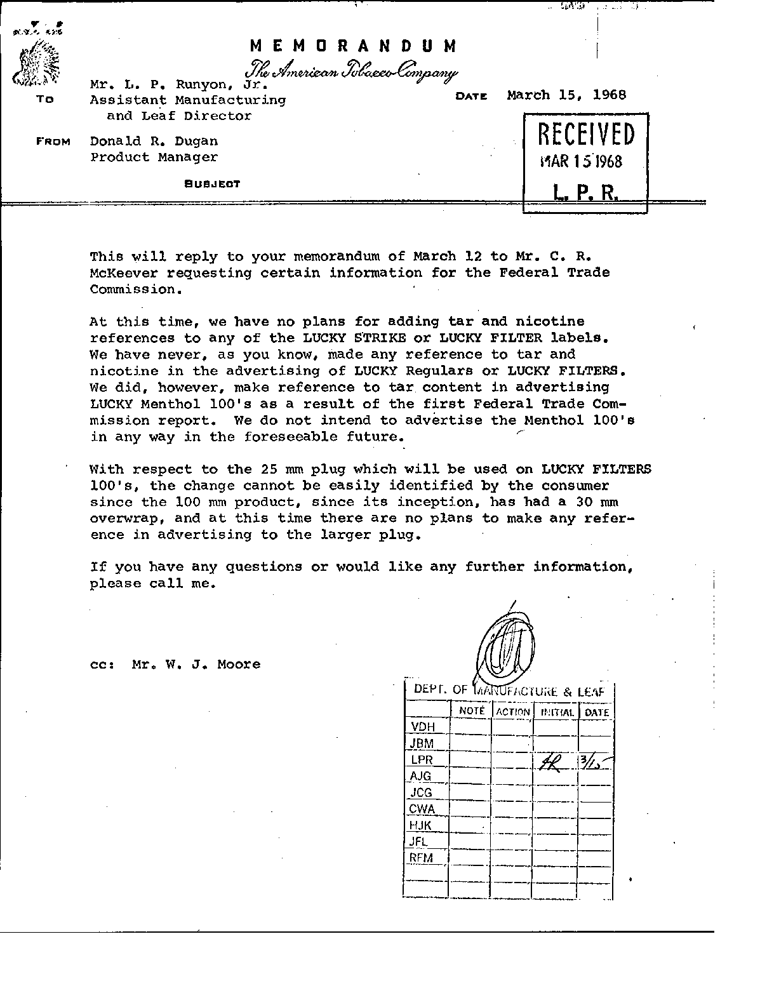 MEMORANDUM
The American Tobacco Company
TO Mr. L. P. Runyon, Jr.
Assistant Manufacturing
and Leaf Director
DATE March 15, 1968
FROM Donald R. Dugan
Product Manager
SUBJECT
RECEIVED
MAR 15 1968
L. P. R.
This will reply to your memorandum of March 12 to Mr. C. R.
McKeever requesting certain information for the Federal Trade
Commission.
At this time, we have no plans for adding tar and nicotine
references to any of the LUCKY STRIKE or LUCKY FILTER labels.
We have never, as you know, made any reference to tar and
nicotine in the advertising of LUCKY Regulars or LUCKY FILTERS.
We did, however, make reference to tar content in advertising
LUCKY Menthol 100's as a result of the first Federal Trade Com-
mission report. We do not intend to advertise the Menthol 100's
in any way in the foreseeable future.
With respect to the 25 mm plug which will be used on LUCKY FILTERS
100's, the change cannot be easily identified by the consumer
since the 100 mm product, since its inception, has had a 30 mm
overwrap, and at this time there are no plans to make any refer-
ence in advertising to the larger plug.
If you have any questions or would like any further information,
please call me.
cc: Mr. W. J. Moore
DEPT. OF MANUFACTURE & LEAF
NOTE ACTION INITIAL DATE
VDH
JBM
LPR 3/15
AJG
JCG
CWA
HJK
JFL
RFM